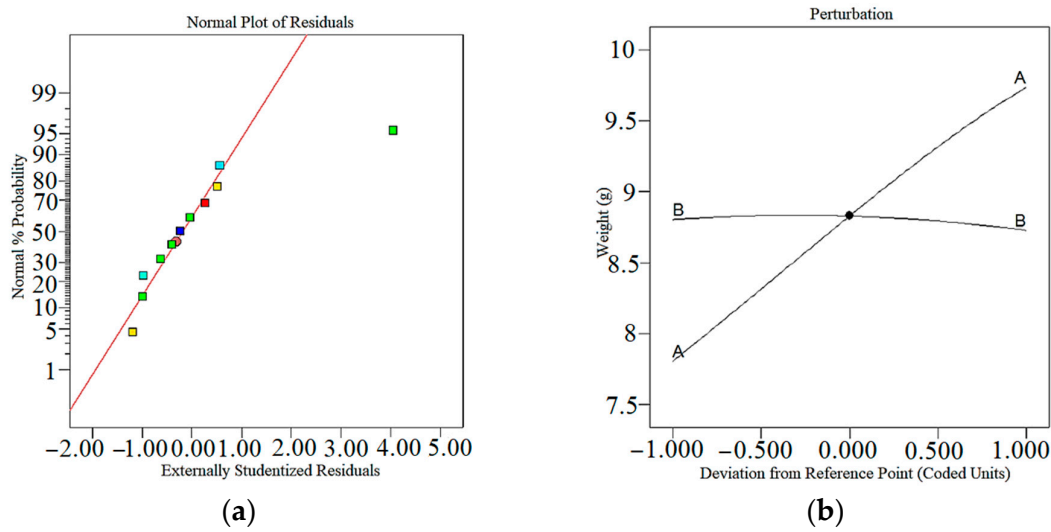 Normal Plot of Residuals
Normal % Probability
99
95
90
80
70
50
30
20
10
5
1
-2.00 -1.00 0.00 1.00 2.00 3.00 4.00 5.00
Externally Studentized Residuals
(a)
Perturbation
Weight (g)
10
9.5
9
8.5
8
7.5
A
B
B
A
-1.000 -0.500 0.000 0.500 1.000
Deviation from Reference Point (Coded Units)
(b)